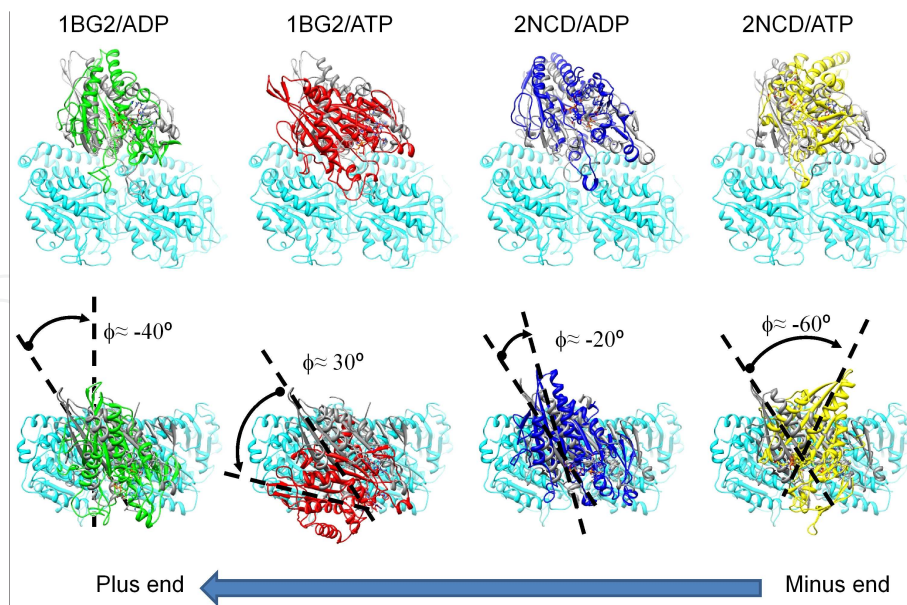 1BG2/ADP 1BG2/ATP 2NCD/ADP 2NCD/ATP
ϕ≈ -40º ϕ≈ 30º ϕ≈ -20º ϕ≈ -60º
Plus end Minus end